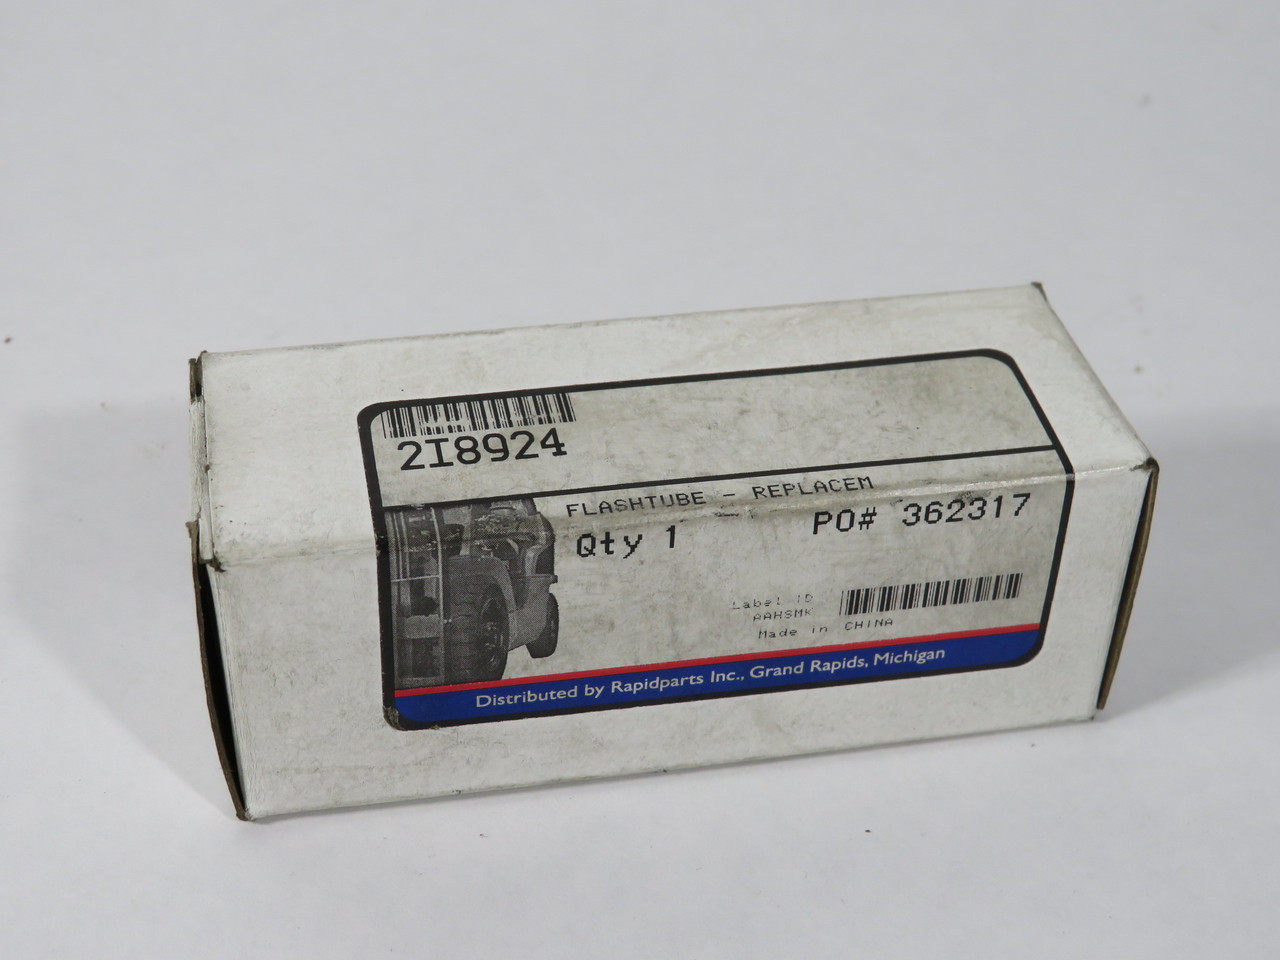 2I8924
FLASHTUBE - REPLACEM
Qty 1 PO# 362317
Label ID
AAHSMK
Made in CHINA
Distributed by Rapidparts Inc., Grand Rapids, Michigan